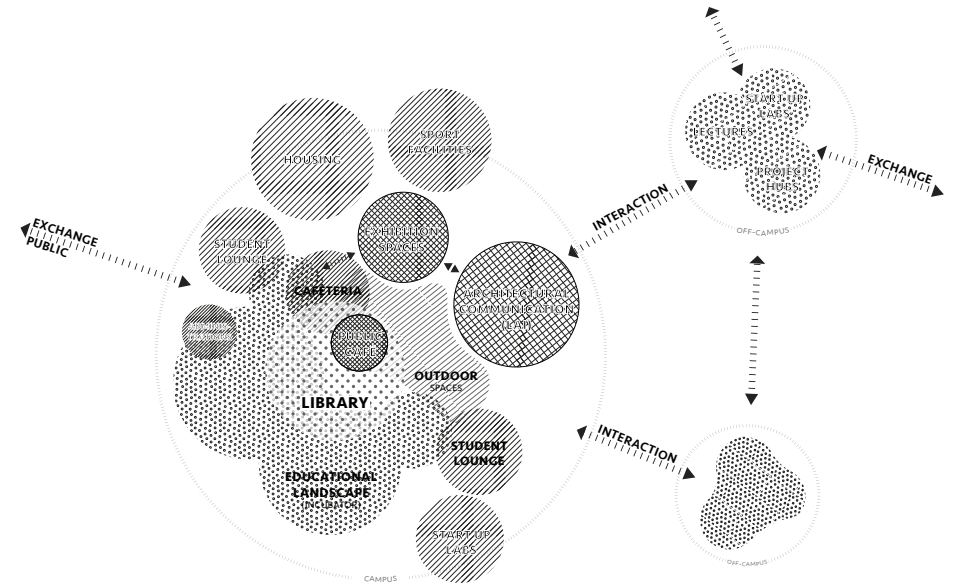 START-UP
LABS
LECTURES
PROJECT
HUBS
EXCHANGE
OFF-CAMPUS
INTERACTION
SPORT
FACILITIES
HOUSING
EXCHANGE
PUBLIC
STUDENT
LOUNGE
EXHIBITION
SPACES
CAFETERIA
ARCHITECTURAL
COMMUNICATION
(LAP)
PUBLIC
CAFE
OUTDOOR
SPACES
LIBRARY
STUDENT
LOUNGE
INTERACTION
EDUCATIONAL
LANDSCAPE
(INCUBATOR)
START-UP
LABS
CAMPUS
OFF-CAMPUS